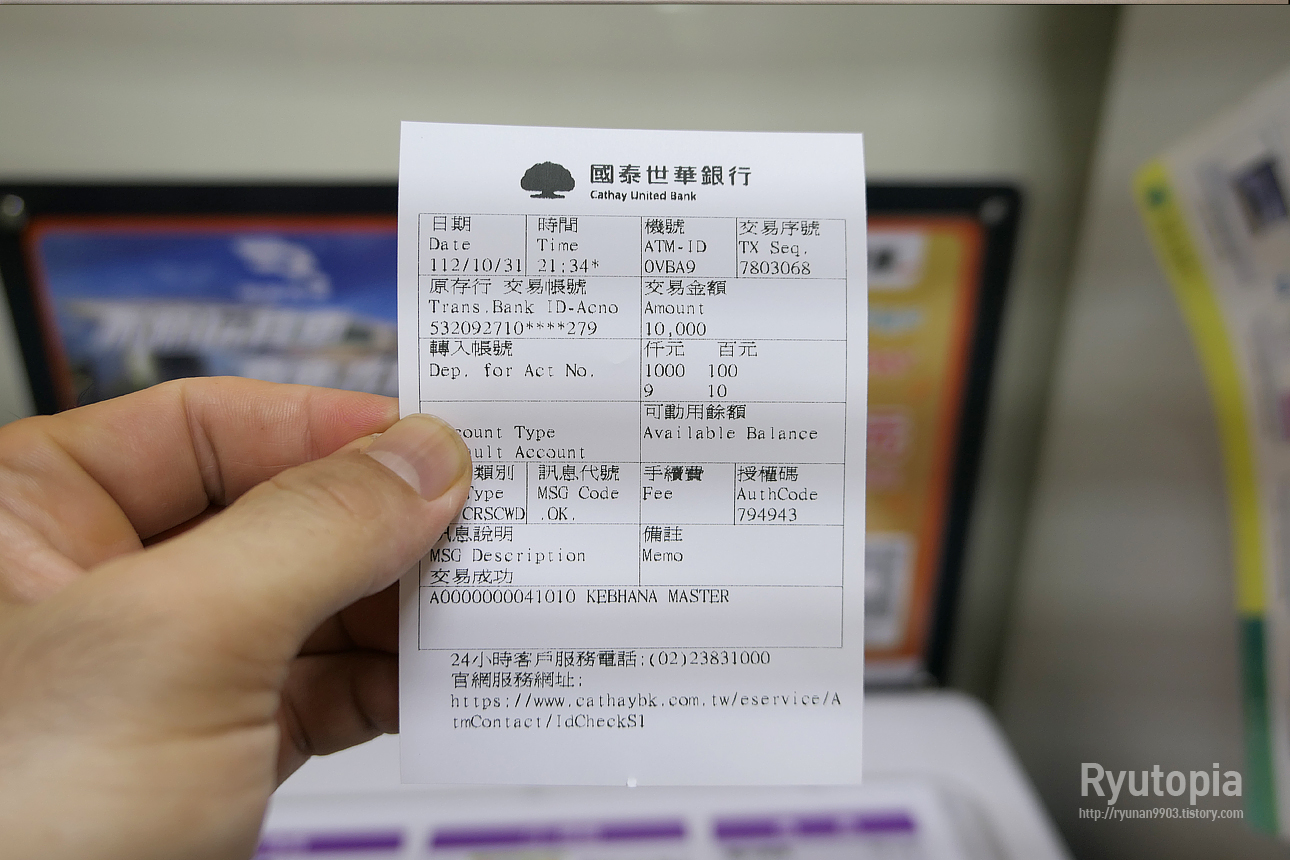 國泰世華銀行
Cathay United Bank
日期 時間 機號 交易序號
Date Time ATM-ID TX Seq.
112/10/31 21:34* 0VBA9 7803068
原存行 交易帳號 交易金額
Trans.Bank ID-Acno Amount
532092710****279 10,000
轉入帳號 仟元 百元
Dep. for Act No. 1000 100
9 10
可動用餘額
count Type Available Balance
ault Account
類別 訊息代號 手續費 授權碼
Type MSG Code Fee AuthCode
CRSCWD .OK. 794943
訊息說明 備註
MSG Description Memo
交易成功
A0000000041010 KEBHANA MASTER
24小時客戶服務電話:(02)23831000
官網服務網址:
https://www.cathaybk.com.tw/eservice/A
tmContact/IdCheckS1
Ryutopia
http://ryunan9903.tistory.com